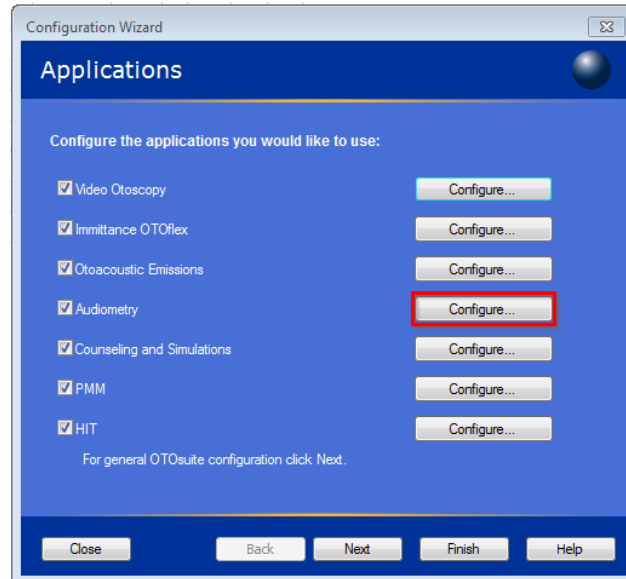 Configuration Wizard
Applications
Configure the applications you would like to use:
Video Otoscopy Configure...
Immittance OTOflex Configure...
Otoacoustic Emissions Configure...
Audiometry Configure...
Counseling and Simulations Configure...
PMM Configure...
HIT Configure...
For general OTOsuite configuration click Next.
Close Back Next Finish Help